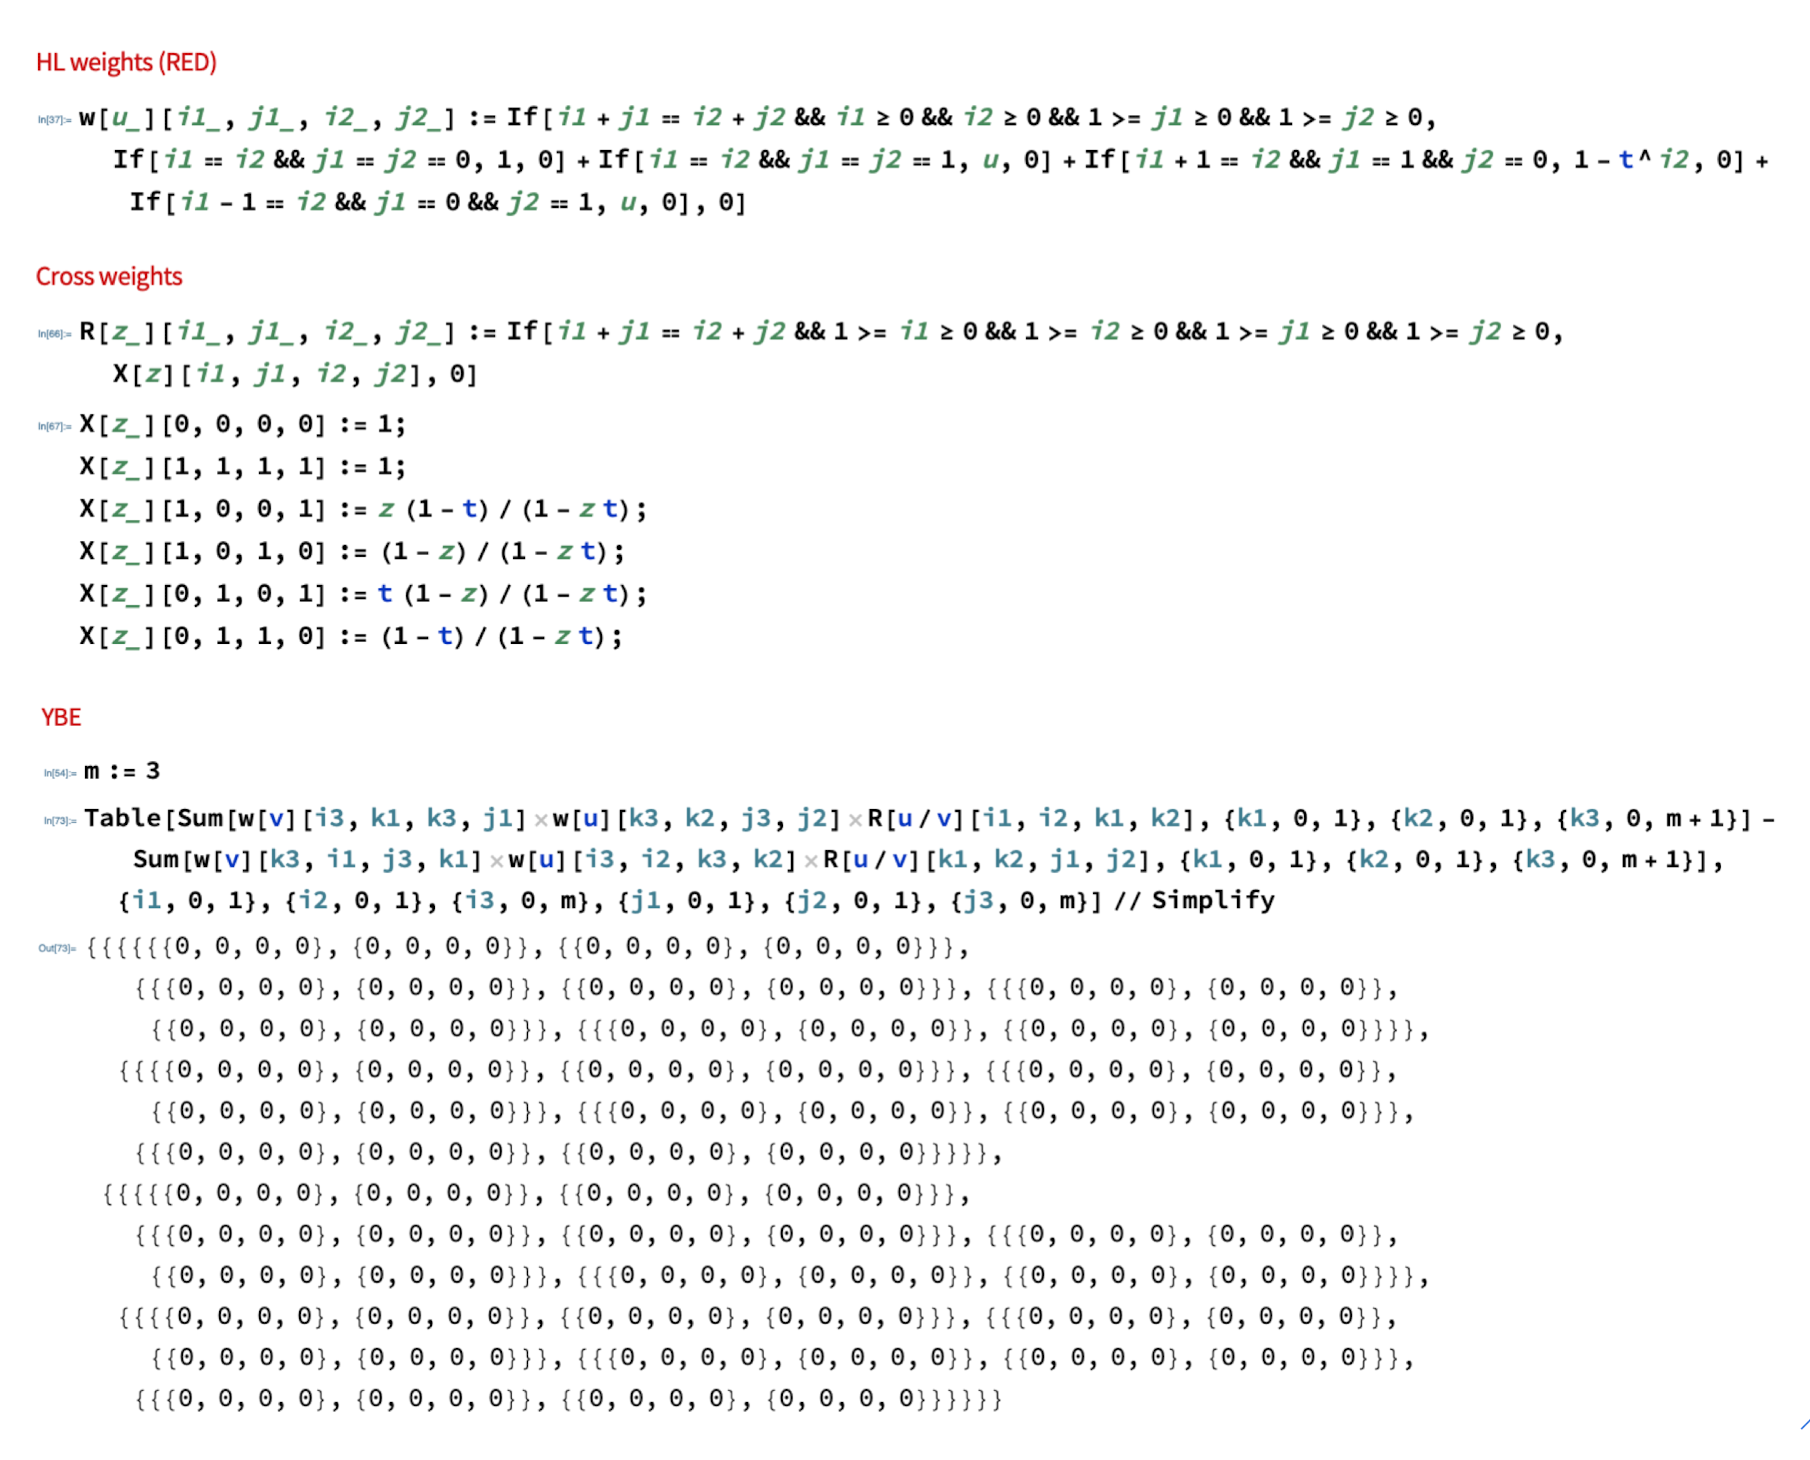 HL weights (RED)
In[37]:= w[u_][i1_, j1_, i2_, j2_] := If[i1 + j1 == i2 + j2 && i1 ≥ 0 && i2 ≥ 0 && 1 >= j1 ≥ 0 && 1 >= j2 ≥ 0,
If[i1 == i2 && j1 == j2 == 0, 1, 0] + If[i1 == i2 && j1 == j2 == 1, u, 0] + If[i1 + 1 == i2 && j1 == 1 && j2 == 0, 1 - t^i2, 0] +
If[i1 - 1 == i2 && j1 == 0 && j2 == 1, u, 0], 0]
Cross weights
In[66]:= R[z_][i1_, j1_, i2_, j2_] := If[i1 + j1 == i2 + j2 && 1 >= i1 ≥ 0 && 1 >= i2 ≥ 0 && 1 >= j1 ≥ 0 && 1 >= j2 ≥ 0,
X[z][i1, j1, i2, j2], 0]
In[67]:= X[z_][0, 0, 0, 0] := 1;
X[z_][1, 1, 1, 1] := 1;
X[z_][1, 0, 0, 1] := z (1 - t) / (1 - z t);
X[z_][1, 0, 1, 0] := (1 - z) / (1 - z t);
X[z_][0, 1, 0, 1] := t (1 - z) / (1 - z t);
X[z_][0, 1, 1, 0] := (1 - t) / (1 - z t);
YBE
In[54]:= m := 3
In[73]:= Table[Sum[w[v][i3, k1, k3, j1] × w[u][k3, k2, j3, j2] × R[u / v][i1, i2, k1, k2], {k1, 0, 1}, {k2, 0, 1}, {k3, 0, m + 1}] -
Sum[w[v][k3, i1, j3, k1] × w[u][i3, i2, k3, k2] × R[u / v][k1, k2, j1, j2], {k1, 0, 1}, {k2, 0, 1}, {k3, 0, m + 1}],
{i1, 0, 1}, {i2, 0, 1}, {i3, 0, m}, {j1, 0, 1}, {j2, 0, 1}, {j3, 0, m}] // Simplify
Out[73]= {{{{{{0, 0, 0, 0}, {0, 0, 0, 0}}, {{0, 0, 0, 0}, {0, 0, 0, 0}}},
{{{0, 0, 0, 0}, {0, 0, 0, 0}}, {{0, 0, 0, 0}, {0, 0, 0, 0}}}, {{{0, 0, 0, 0}, {0, 0, 0, 0}},
{{0, 0, 0, 0}, {0, 0, 0, 0}}}, {{{0, 0, 0, 0}, {0, 0, 0, 0}}, {{0, 0, 0, 0}, {0, 0, 0, 0}}}},
{{{{0, 0, 0, 0}, {0, 0, 0, 0}}, {{0, 0, 0, 0}, {0, 0, 0, 0}}}, {{{0, 0, 0, 0}, {0, 0, 0, 0}},
{{0, 0, 0, 0}, {0, 0, 0, 0}}}, {{{0, 0, 0, 0}, {0, 0, 0, 0}}, {{0, 0, 0, 0}, {0, 0, 0, 0}}},
{{{0, 0, 0, 0}, {0, 0, 0, 0}}, {{0, 0, 0, 0}, {0, 0, 0, 0}}}}},
{{{{{0, 0, 0, 0}, {0, 0, 0, 0}}, {{0, 0, 0, 0}, {0, 0, 0, 0}}},
{{{0, 0, 0, 0}, {0, 0, 0, 0}}, {{0, 0, 0, 0}, {0, 0, 0, 0}}}, {{{0, 0, 0, 0}, {0, 0, 0, 0}},
{{0, 0, 0, 0}, {0, 0, 0, 0}}}, {{{0, 0, 0, 0}, {0, 0, 0, 0}}, {{0, 0, 0, 0}, {0, 0, 0, 0}}}},
{{{{0, 0, 0, 0}, {0, 0, 0, 0}}, {{0, 0, 0, 0}, {0, 0, 0, 0}}}, {{{0, 0, 0, 0}, {0, 0, 0, 0}},
{{0, 0, 0, 0}, {0, 0, 0, 0}}}, {{{0, 0, 0, 0}, {0, 0, 0, 0}}, {{0, 0, 0, 0}, {0, 0, 0, 0}}},
{{{0, 0, 0, 0}, {0, 0, 0, 0}}, {{0, 0, 0, 0}, {0, 0, 0, 0}}}}}}